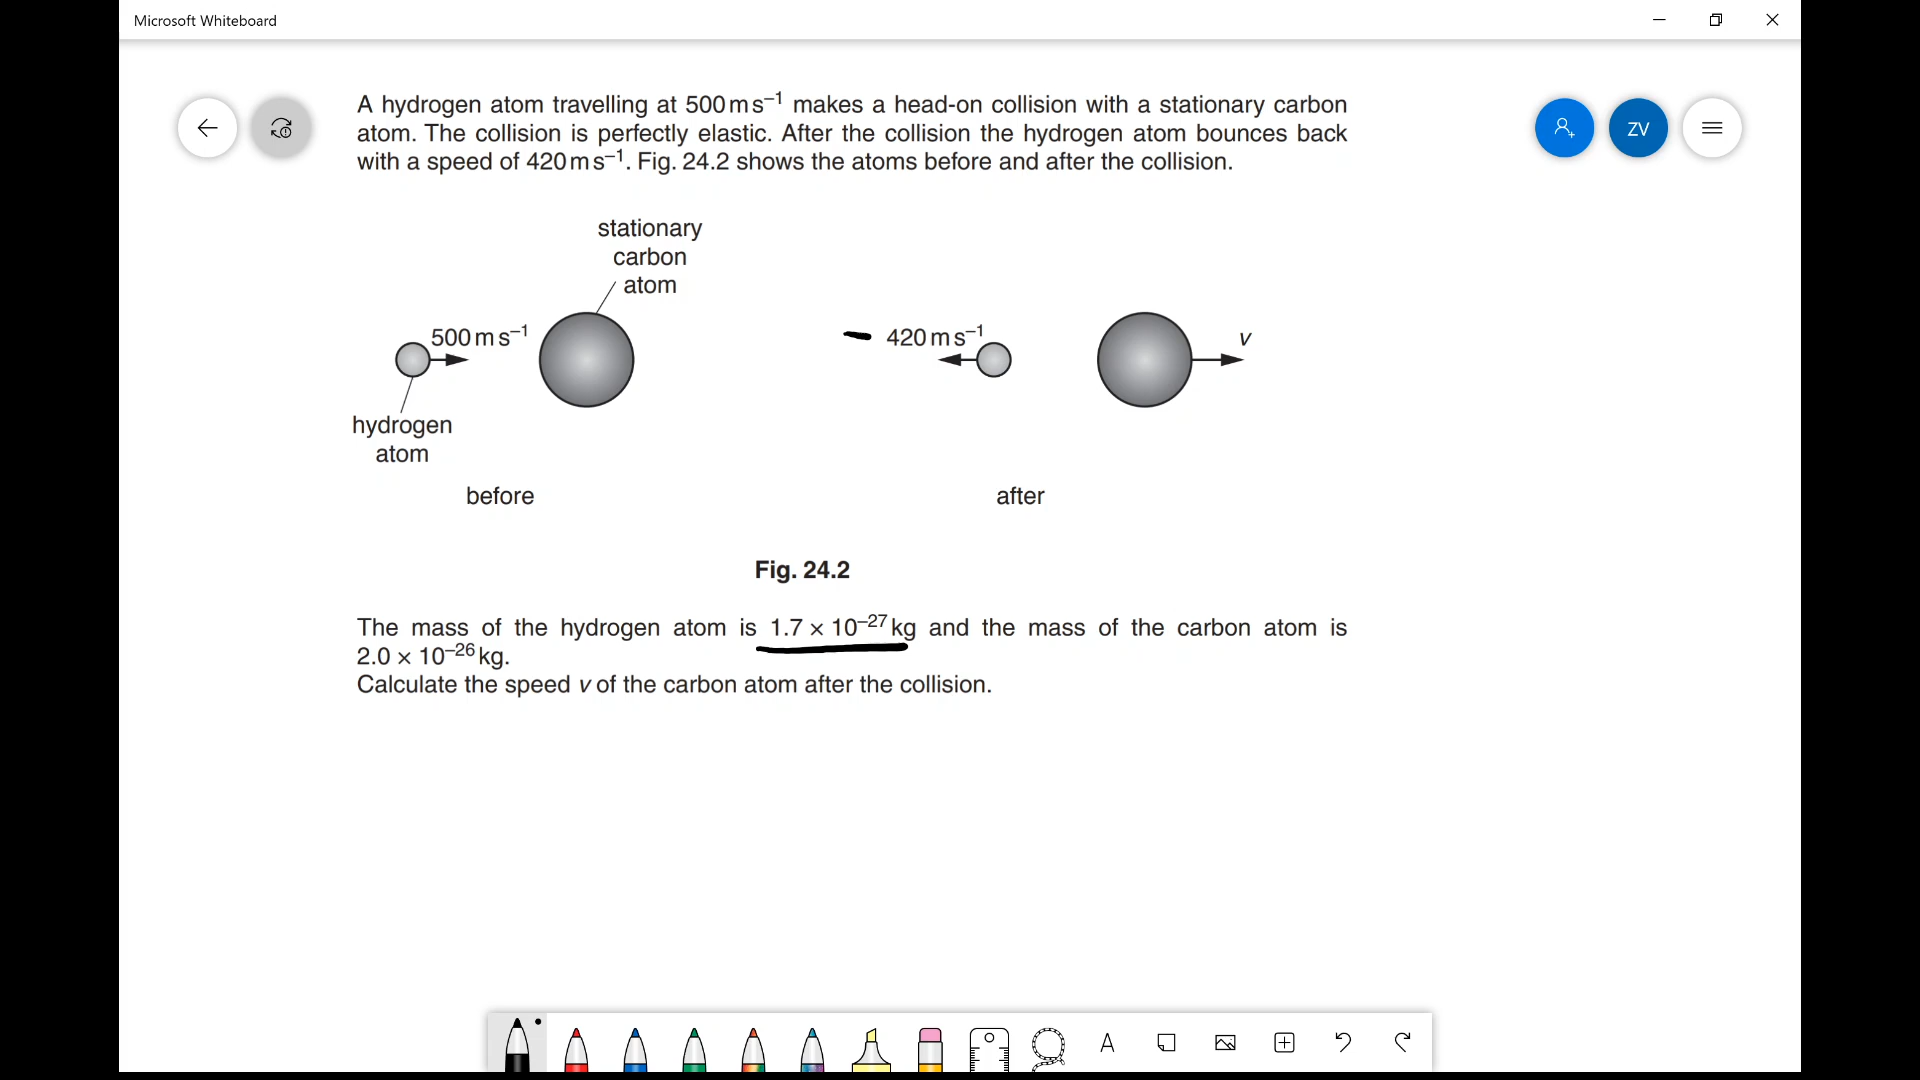 Microsoft Whiteboard
A hydrogen atom travelling at 500 m s⁻¹ makes a head-on collision with a stationary carbon
atom. The collision is perfectly elastic. After the collision the hydrogen atom bounces back
with a speed of 420 m s⁻¹. Fig. 24.2 shows the atoms before and after the collision.
ZV
stationary
carbon
atom
500 m s⁻¹
– 420 m s⁻¹
v
hydrogen
atom
before
after
Fig. 24.2
The mass of the hydrogen atom is 1.7 × 10⁻²⁷ kg and the mass of the carbon atom is
2.0 × 10⁻²⁶ kg.
Calculate the speed v of the carbon atom after the collision.
A